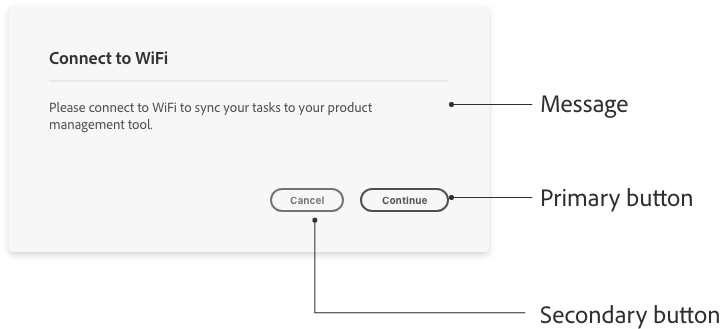 Connect to WiFi
Please connect to WiFi to sync your tasks to your product
management tool.
Message
Cancel
Continue
Primary button
Secondary button